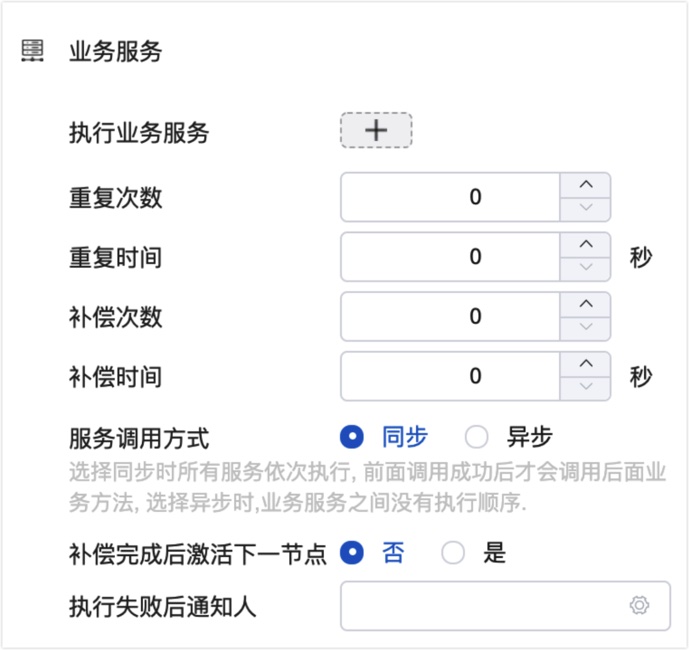 业务服务
执行业务服务 +
重复次数 0
重复时间 0 秒
补偿次数 0
补偿时间 0 秒
服务调用方式 同步 异步
选择同步时所有服务依次执行, 前面调用成功后才会调用后面业
务方法, 选择异步时,业务服务之间没有执行顺序.
补偿完成后激活下一节点 否 是
执行失败后通知人